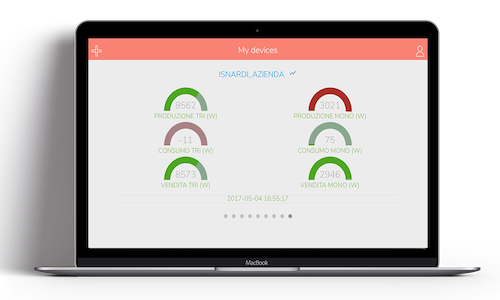 My devices
ISNARDI_AZIENDA
8562
3021
PRODUZIONE TRI (W)
PRODUZIONE MONO (W)
-11
75
CONSUMO TRI (W)
CONSUMO MONO (W)
8573
2946
VENDITA TRI (W)
VENDITA MONO (W)
2017-05-04 16:55:17
MacBook